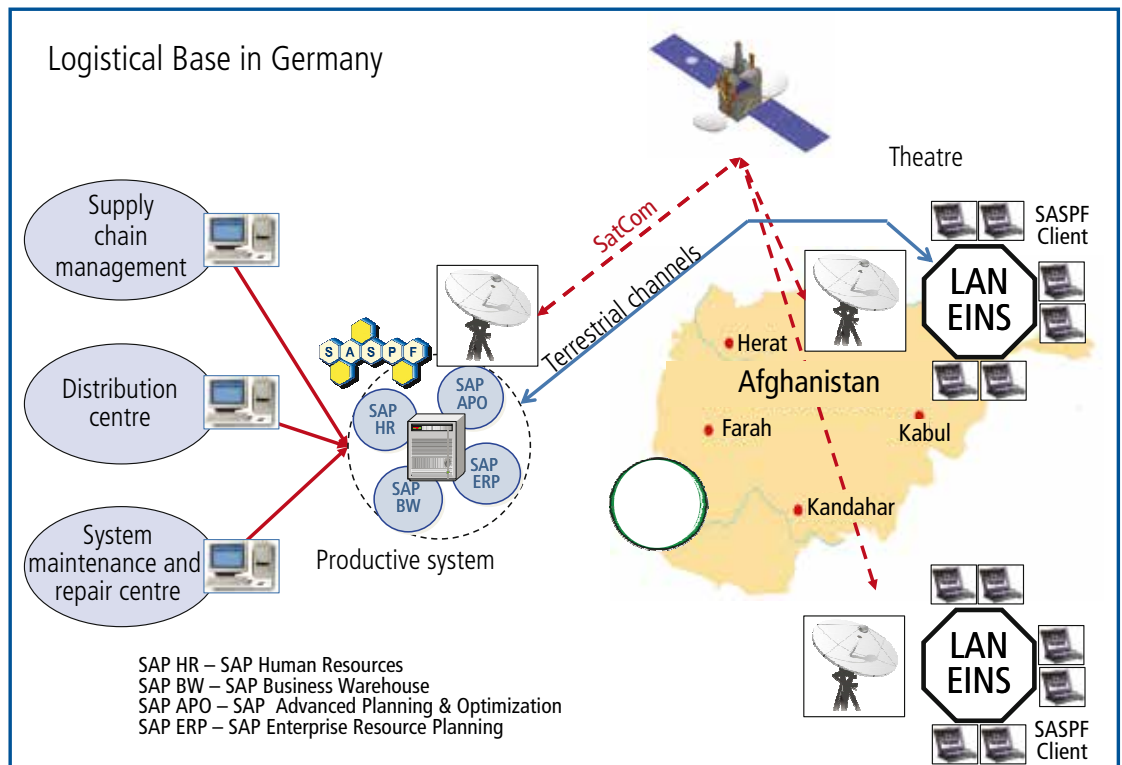 Logistical Base in Germany
Theatre
Supply
chain
management
SASPF
Client
SatCom
LAN
EINS
Terrestrial channels
Herat
Afghanistan
SASPF
SAP
APO
SAP
HR
Distribution
centre
Farah
Kabul
SAP
ERP
SAP
BW
Kandahar
System
maintenance and
repair centre
Productive system
LAN
EINS
SASPF
Client
SAP HR – SAP Human Resources
SAP BW – SAP Business Warehouse
SAP APO – SAP Advanced Planning & Optimization
SAP ERP – SAP Enterprise Resource Planning